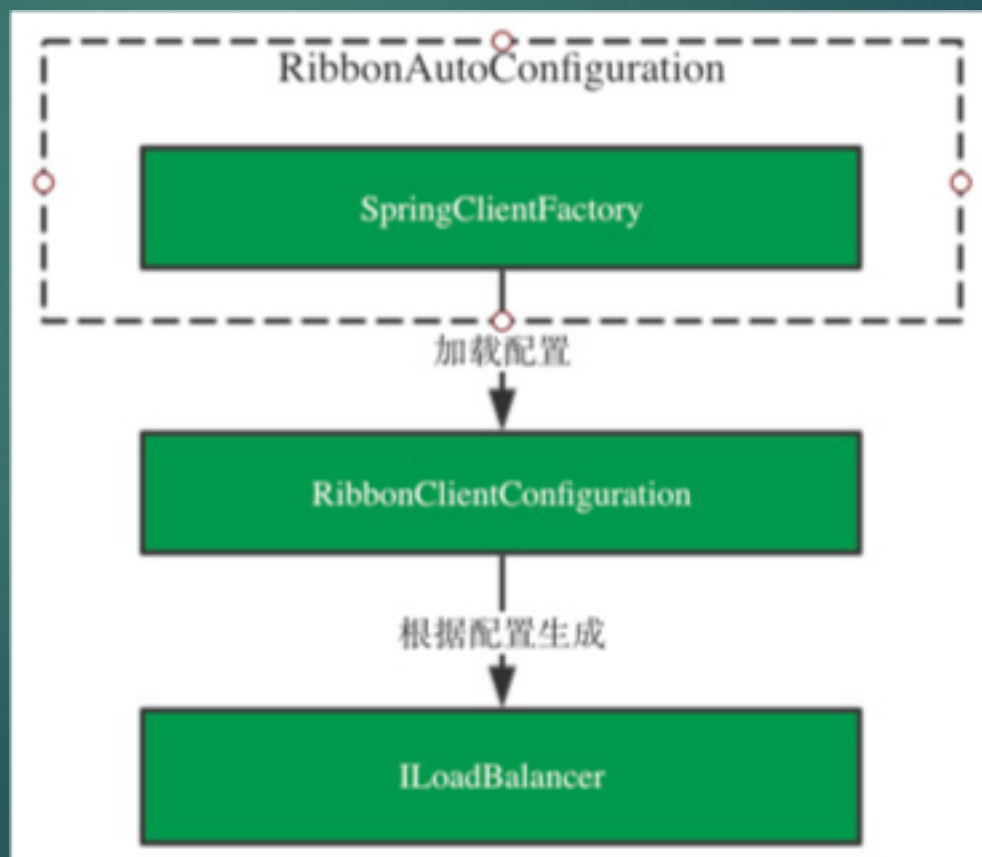 RibbonAutoConfiguration
SpringClientFactory
加载配置
RibbonClientConfiguration
根据配置生成
ILoadBalancer